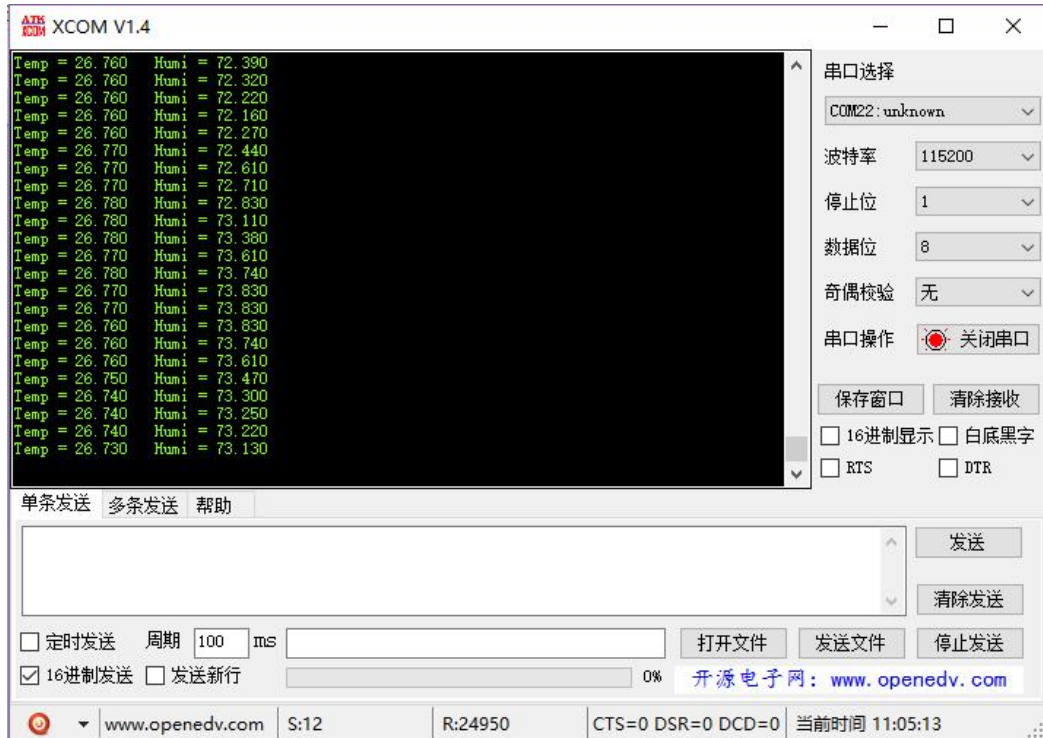 ATK XCOM XCOM V1.4
Temp = 26.760 Humi = 72.390
Temp = 26.760 Humi = 72.320
Temp = 26.760 Humi = 72.220
Temp = 26.760 Humi = 72.160
Temp = 26.760 Humi = 72.270
Temp = 26.770 Humi = 72.440
Temp = 26.770 Humi = 72.610
Temp = 26.770 Humi = 72.710
Temp = 26.780 Humi = 72.830
Temp = 26.780 Humi = 73.110
Temp = 26.780 Humi = 73.380
Temp = 26.770 Humi = 73.610
Temp = 26.780 Humi = 73.740
Temp = 26.770 Humi = 73.830
Temp = 26.770 Humi = 73.830
Temp = 26.760 Humi = 73.830
Temp = 26.760 Humi = 73.740
Temp = 26.760 Humi = 73.610
Temp = 26.750 Humi = 73.470
Temp = 26.740 Humi = 73.300
Temp = 26.740 Humi = 73.250
Temp = 26.740 Humi = 73.220
Temp = 26.730 Humi = 73.130
串口选择
COM22:unknown
波特率 115200
停止位 1
数据位 8
奇偶校验 无
串口操作 关闭串口
保存窗口 清除接收
16进制显示 白底黑字
RTS DTR
单条发送 多条发送 帮助
发送
清除发送
定时发送 周期 100 ms 打开文件 发送文件 停止发送
16进制发送 发送新行 0% 开源电子网：www.openedv.com
www.openedv.com S:12 R:24950 CTS=0 DSR=0 DCD=0 当前时间 11:05:13